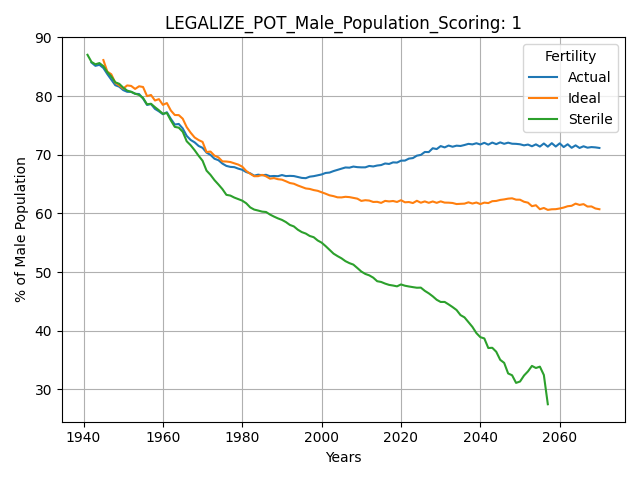 LEGALIZE_POT_Male_Population_Scoring: 1
% of Male Population
90
80
70
60
50
40
30
Fertility
Actual
Ideal
Sterile
1940 1960 1980 2000 2020 2040 2060
Years